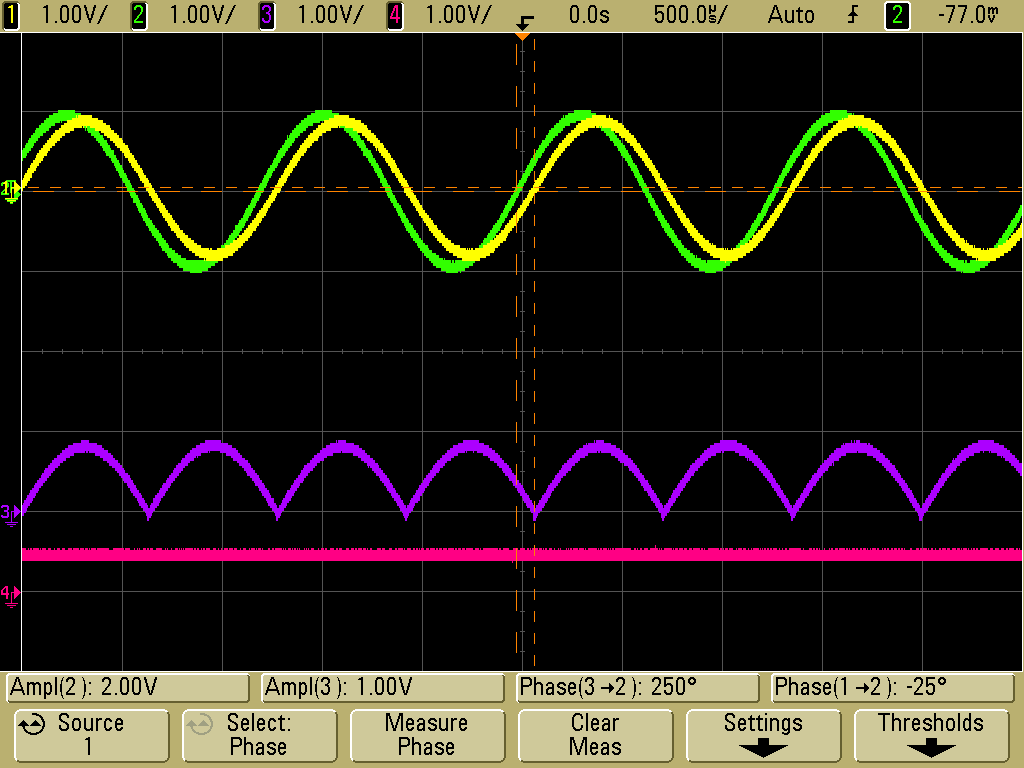 1 1.00V/ 2 1.00V/ 3 1.00V/ 4 1.00V/ 0.0s 500.0µs/ Auto 2 -77.0mV
3
4
Ampl(2): 2.00V Ampl(3): 1.00V Phase(3→2): 250° Phase(1→2): -25°
Source Select: Measure Clear Settings Thresholds
1 Phase Phase Meas